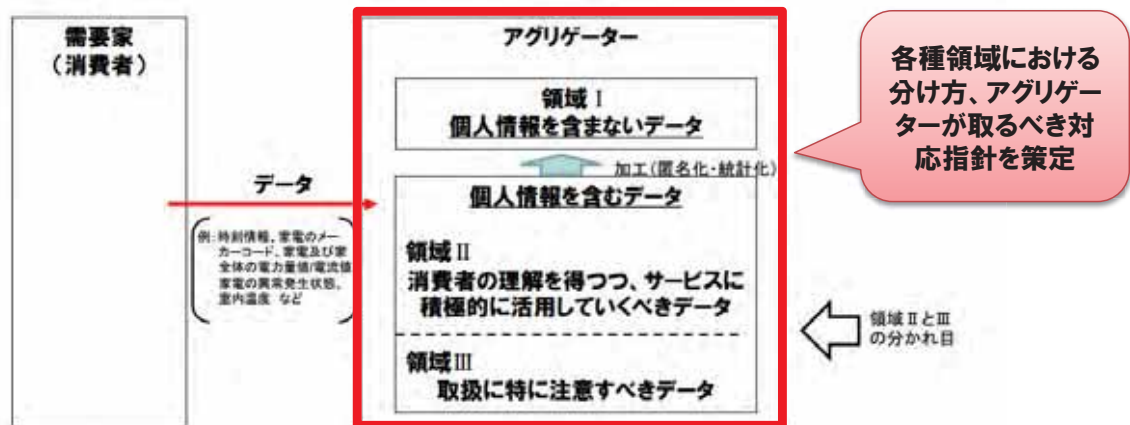 需要家
（消費者）
アグリゲーター
領域Ⅰ
個人情報を含まないデータ
加工（匿名化・統計化）
データ
個人情報を含むデータ
例：時刻情報、家電のメー
カーコード、家電及び家
全体の電力量値/電流値
家電の異常発生状態、
室内温度 など
領域Ⅱ
消費者の理解を得つつ、サービスに
積極的に活用していくべきデータ
領域Ⅲ
取扱に特に注意すべきデータ
各種領域における
分け方、アグリゲー
ターが取るべき対
応指針を策定
領域ⅡとⅢ
の分かれ目